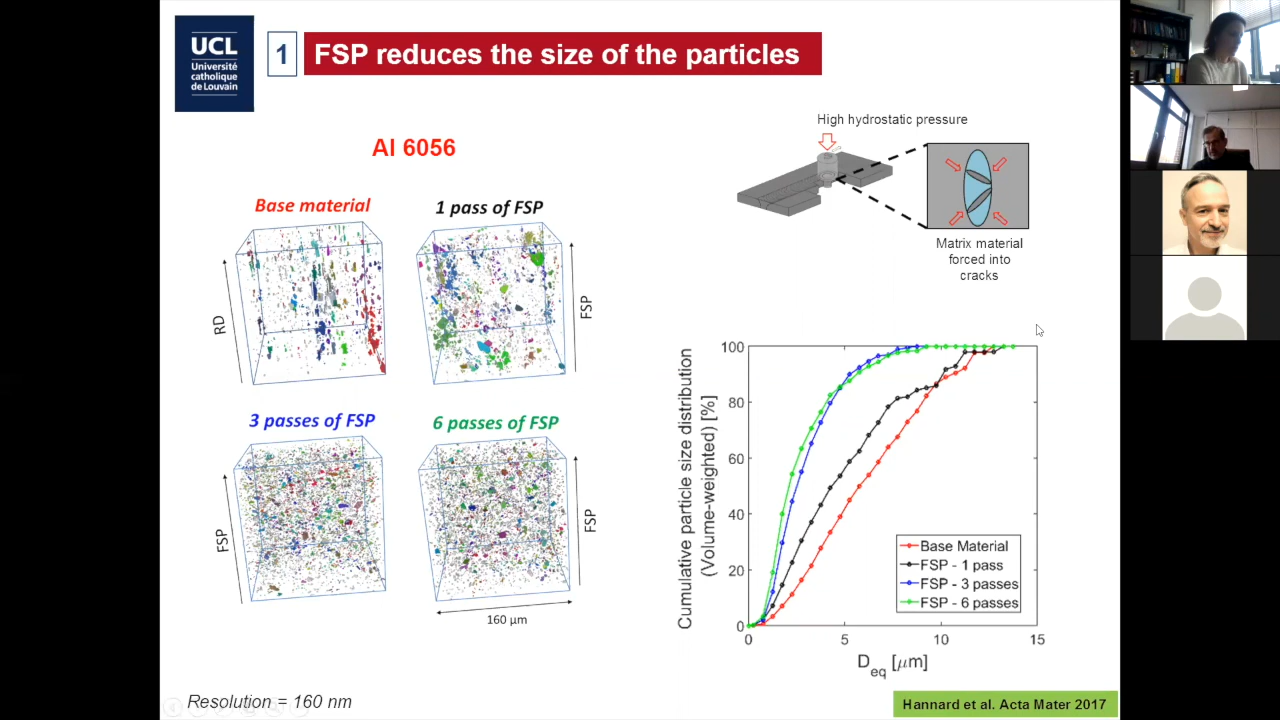 UCL
Université
catholique
de Louvain
1
FSP reduces the size of the particles
Al 6056
Base material
1 pass of FSP
RD
FSP
3 passes of FSP
6 passes of FSP
FSP
FSP
160 µm
Resolution = 160 nm
High hydrostatic pressure
Matrix material
forced into
cracks
Cumulative particle size distribution
(Volume-weighted) [%]
100
80
60
40
20
0
0
5
10
15
Deq [µm]
Base Material
FSP - 1 pass
FSP - 3 passes
FSP - 6 passes
Hannard et al. Acta Mater 2017